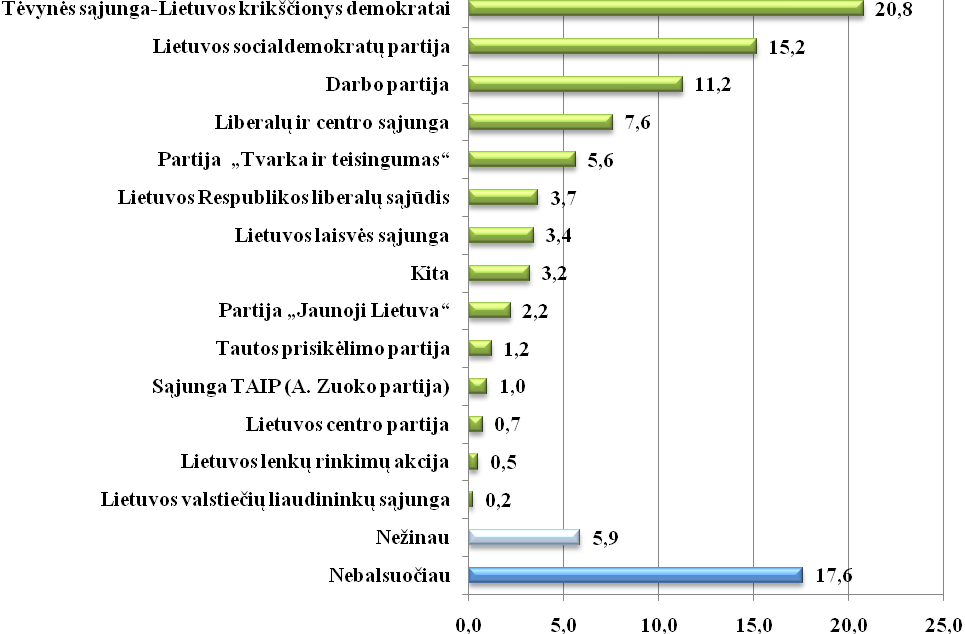 Tėvynės sąjunga-Lietuvos krikščionys demokratai 20,8
Lietuvos socialdemokratų partija 15,2
Darbo partija 11,2
Liberalų ir centro sąjunga 7,6
Partija „Tvarka ir teisingumas“ 5,6
Lietuvos Respublikos liberalų sąjūdis 3,7
Lietuvos laisvės sąjunga 3,4
Kita 3,2
Partija „Jaunoji Lietuva“ 2,2
Tautos prisikėlimo partija 1,2
Sąjunga TAIP (A. Zuoko partija) 1,0
Lietuvos centro partija 0,7
Lietuvos lenkų rinkimų akcija 0,5
Lietuvos valstiečių liaudininkų sąjunga 0,2
Nežinau 5,9
Nebalsuočiau 17,6
0,0 5,0 10,0 15,0 20,0 25,0